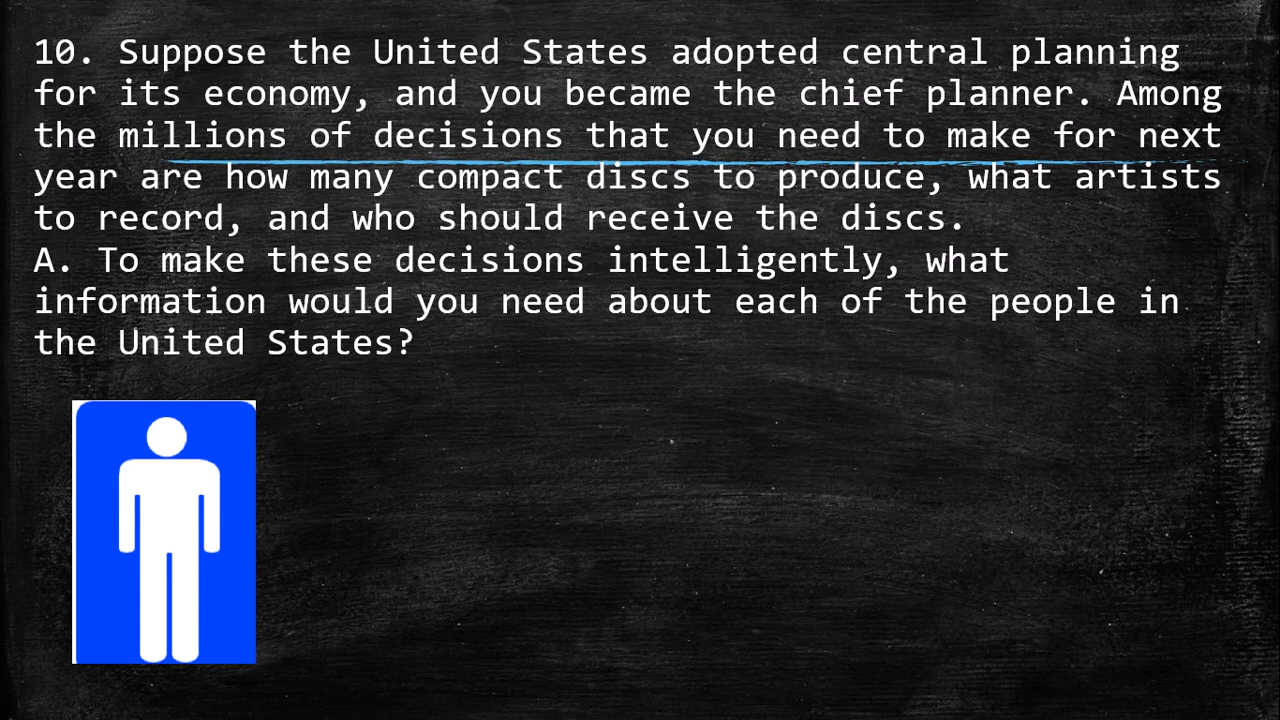 10. Suppose the United States adopted central planning
for its economy, and you became the chief planner. Among
the millions of decisions that you need to make for next
year are how many compact discs to produce, what artists
to record, and who should receive the discs.
A. To make these decisions intelligently, what
information would you need about each of the people in
the United States?